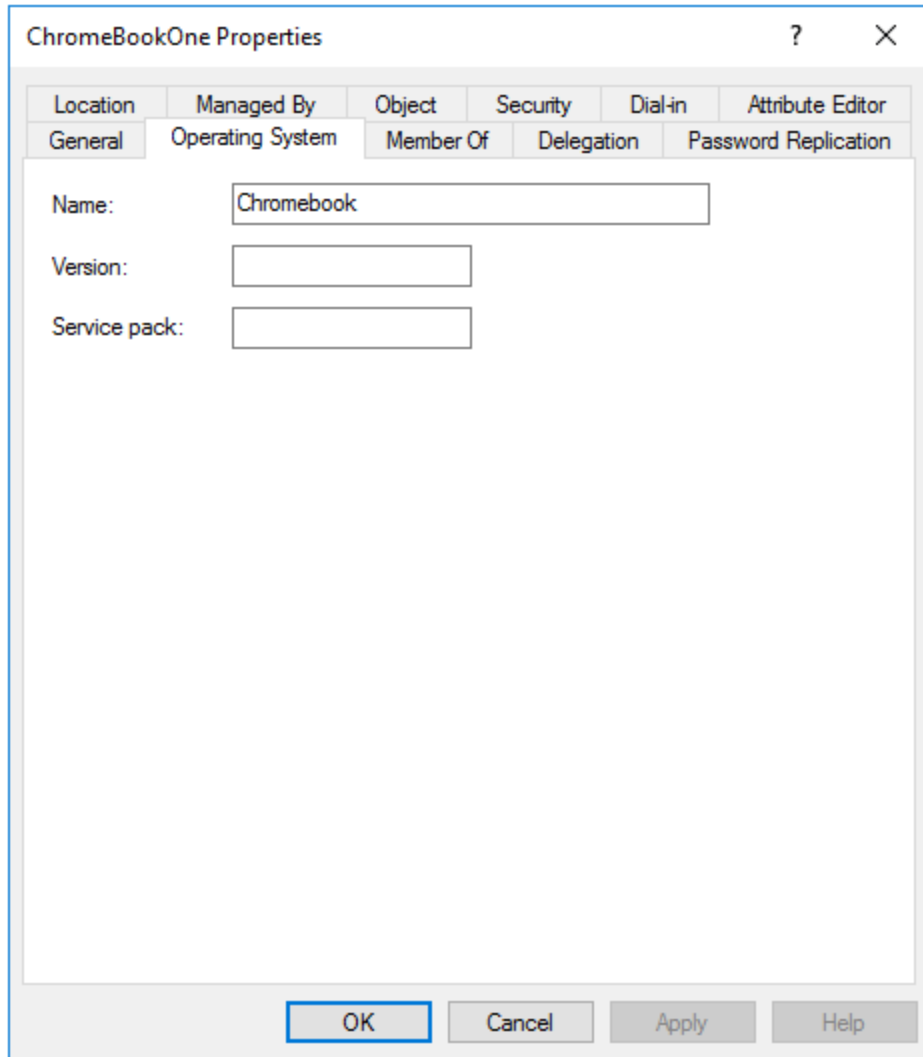 ChromeBookOne Properties ? ×
Location Managed By Object Security Dial-in Attribute Editor
General Operating System Member Of Delegation Password Replication
Name: Chromebook
Version:
Service pack:
OK Cancel Apply Help